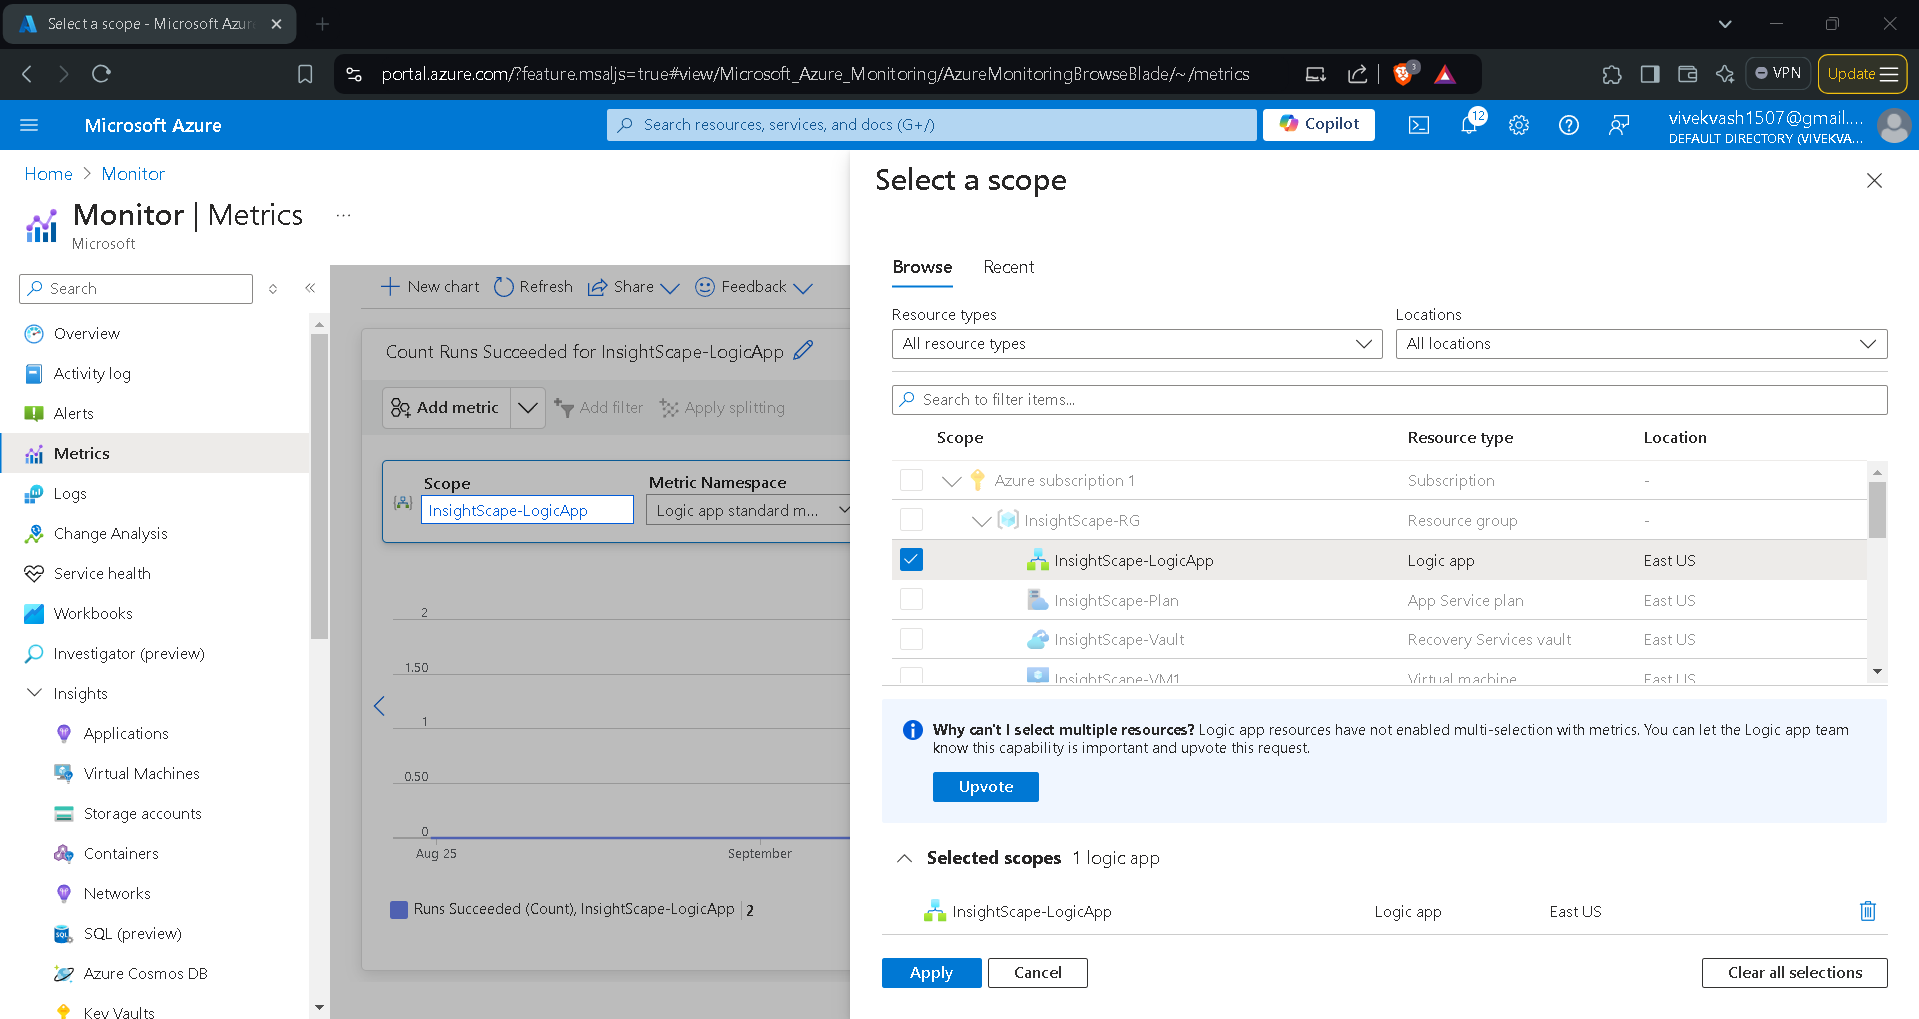 Select a scope - Microsoft Azur
portal.azure.com/?feature.msaljs=true#view/Microsoft_Azure_Monitoring/AzureMonitoringBrowseBlade/~/metrics
3
VPN
Update
Microsoft Azure
Search resources, services, and docs (G+/)
Copilot
12
vivekvash1507@gmail....
DEFAULT DIRECTORY (VIVEKVA...
Home > Monitor
Monitor | Metrics
...
Microsoft
Search
Overview
Activity log
Alerts
Metrics
Logs
Change Analysis
Service health
Workbooks
Investigator (preview)
Insights
Applications
Virtual Machines
Storage accounts
Containers
Networks
SQL (preview)
Azure Cosmos DB
Key Vaults
New chart
Refresh
Share
Feedback
Count Runs Succeeded for InsightScape-LogicApp
Add metric
Add filter
Apply splitting
Scope
InsightScape-LogicApp
Metric Namespace
Logic app standard m...
2
1.50
1
0.50
0
Aug 25
September
Runs Succeeded (Count), InsightScape-LogicApp | 2
Select a scope
Browse
Recent
Resource types
All resource types
Locations
All locations
Search to filter items...
Scope Resource type Location
Azure subscription 1 Subscription -
InsightScape-RG Resource group -
InsightScape-LogicApp Logic app East US
InsightScape-Plan App Service plan East US
InsightScape-Vault Recovery Services vault East US
InsightScape-VM1 Virtual machine East US
Why can't I select multiple resources? Logic app resources have not enabled multi-selection with metrics. You can let the Logic app team
know this capability is important and upvote this request.
Upvote
Selected scopes 1 logic app
InsightScape-LogicApp Logic app East US
Apply
Cancel
Clear all selections